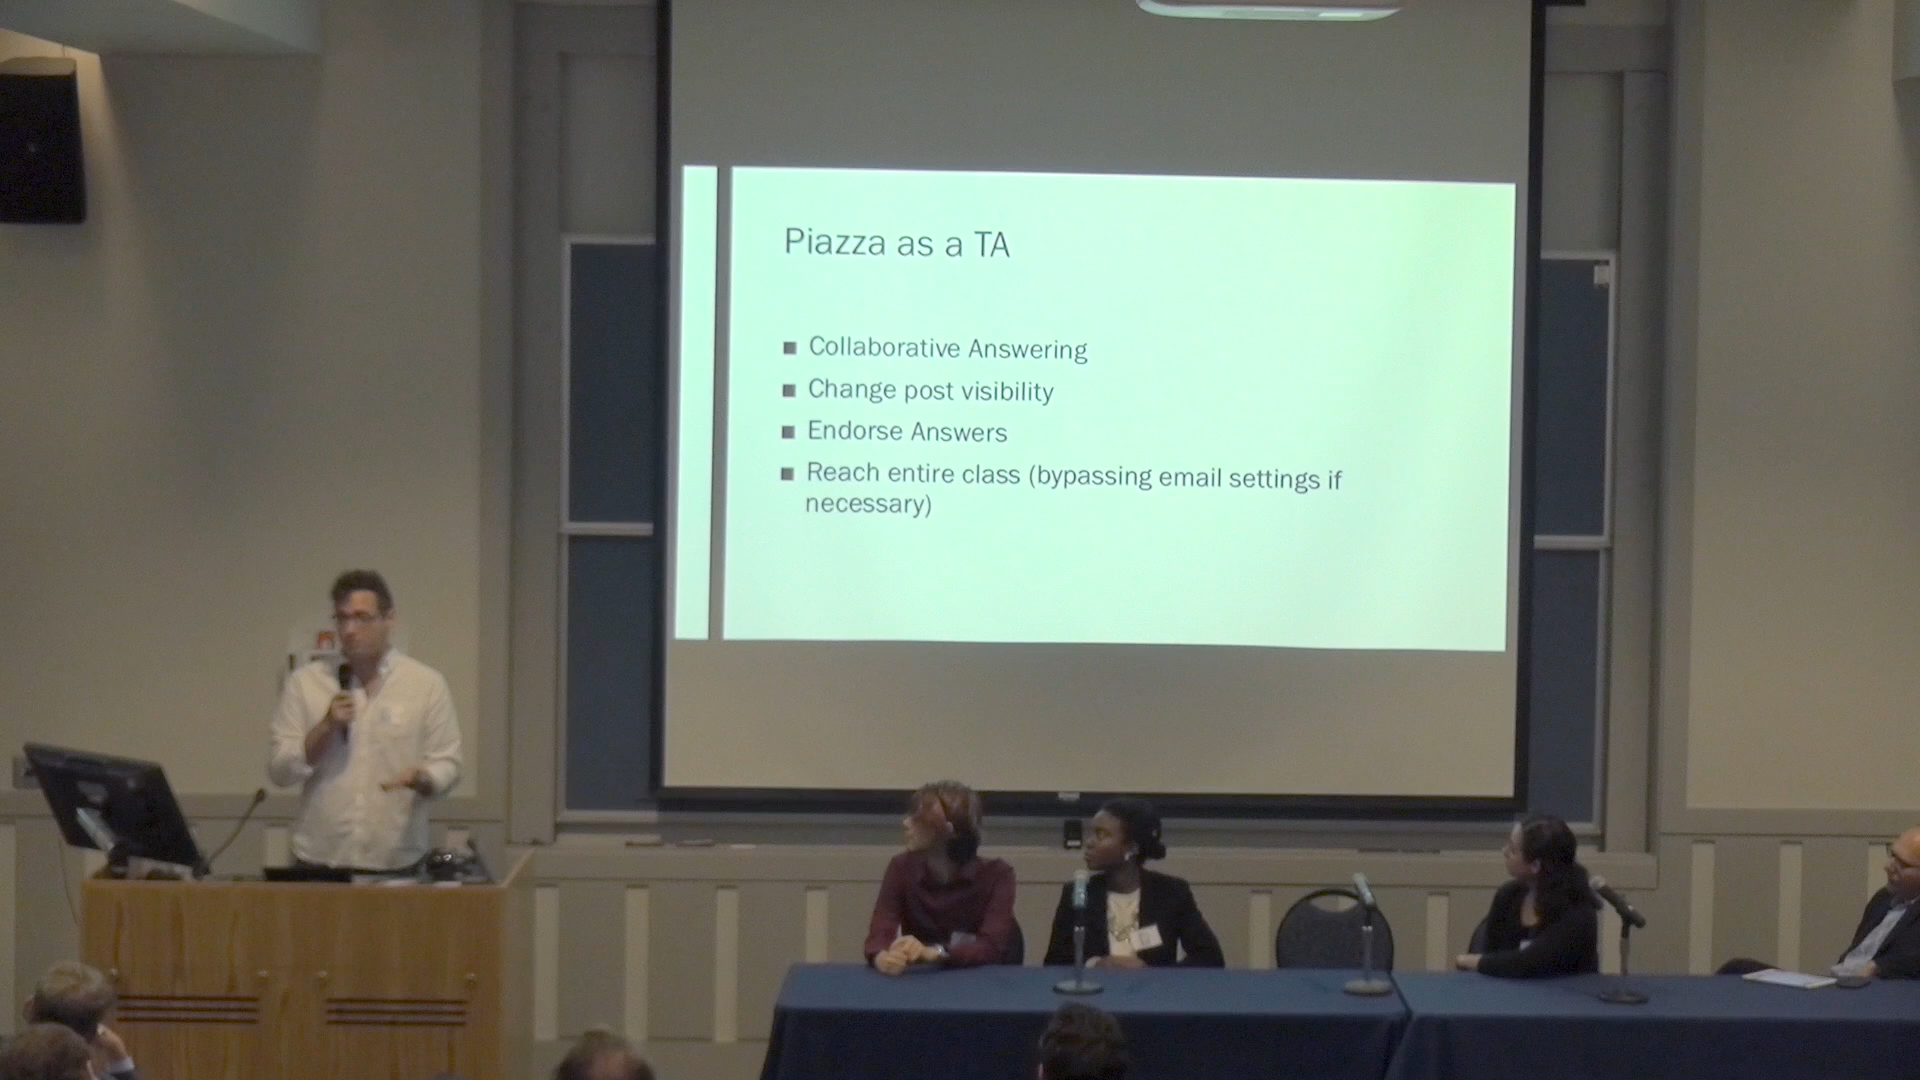 Piazza as a TA
Collaborative Answering
Change post visibility
Endorse Answers
Reach entire class (bypassing email settings if
necessary)